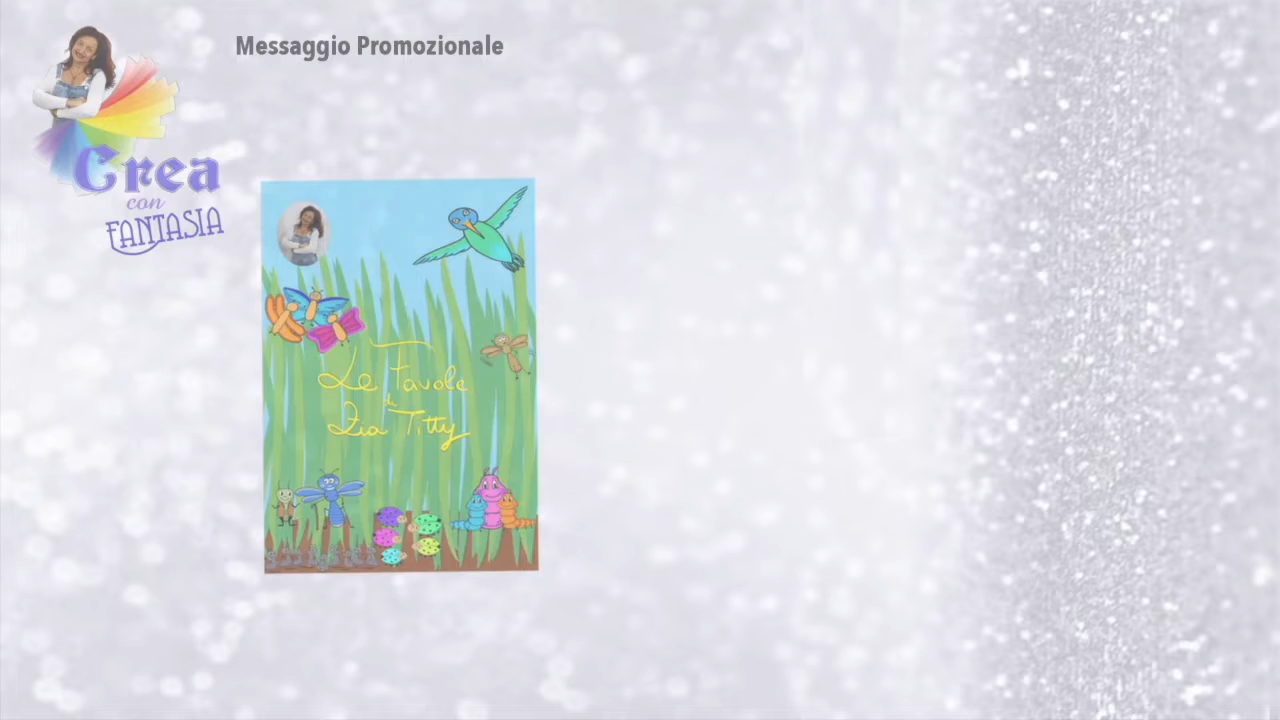 Messaggio Promozionale
Crea
con
FANTASIA
Le Favole
di
Zia Titty